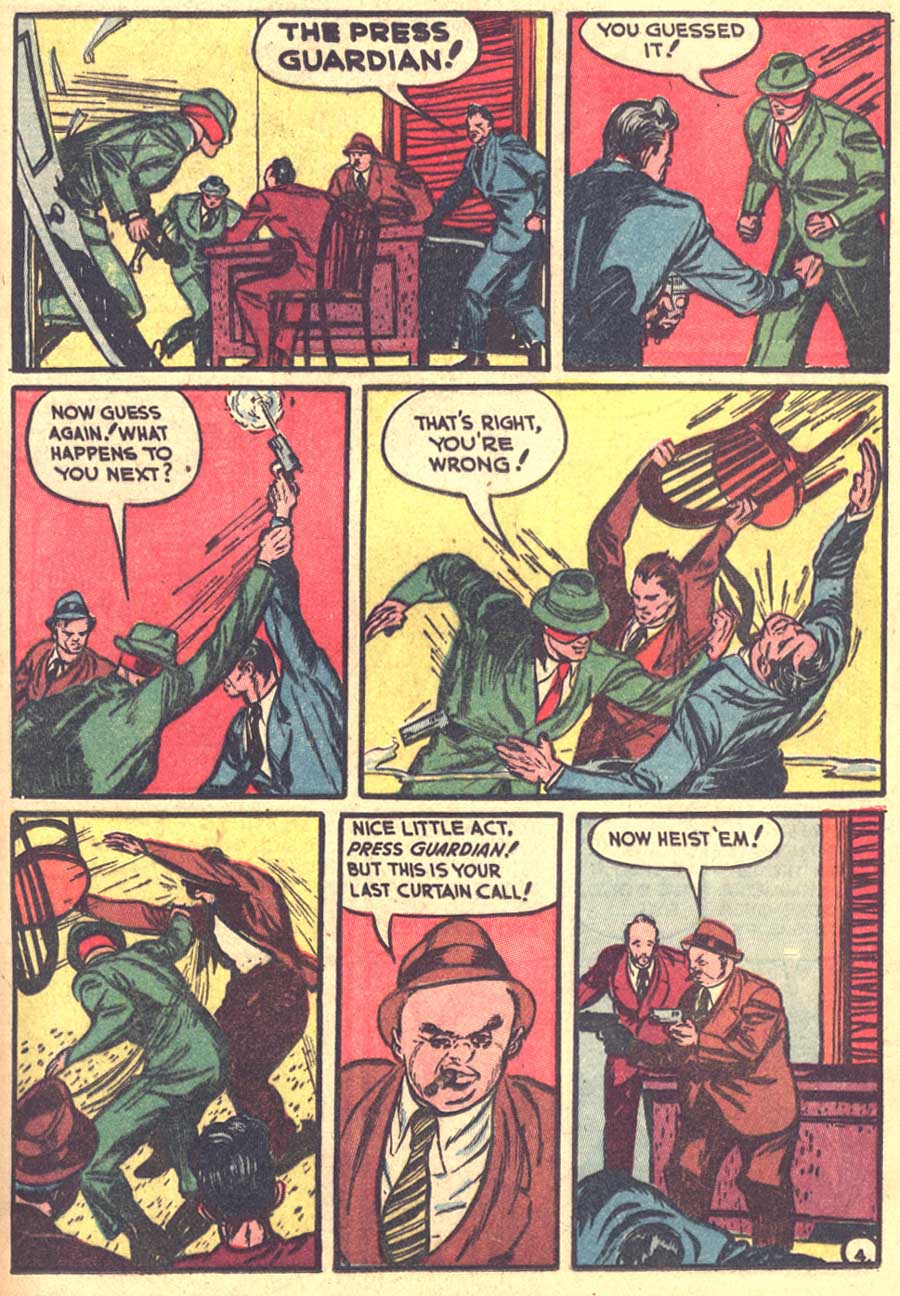 THE PRESS
GUARDIAN!
YOU GUESSED
IT!
NOW GUESS
AGAIN! WHAT
HAPPENS TO
YOU NEXT?
THAT'S RIGHT,
YOU'RE
WRONG!
NICE LITTLE ACT,
PRESS GUARDIAN!
BUT THIS IS YOUR
LAST CURTAIN CALL!
NOW HEIST 'EM!
4